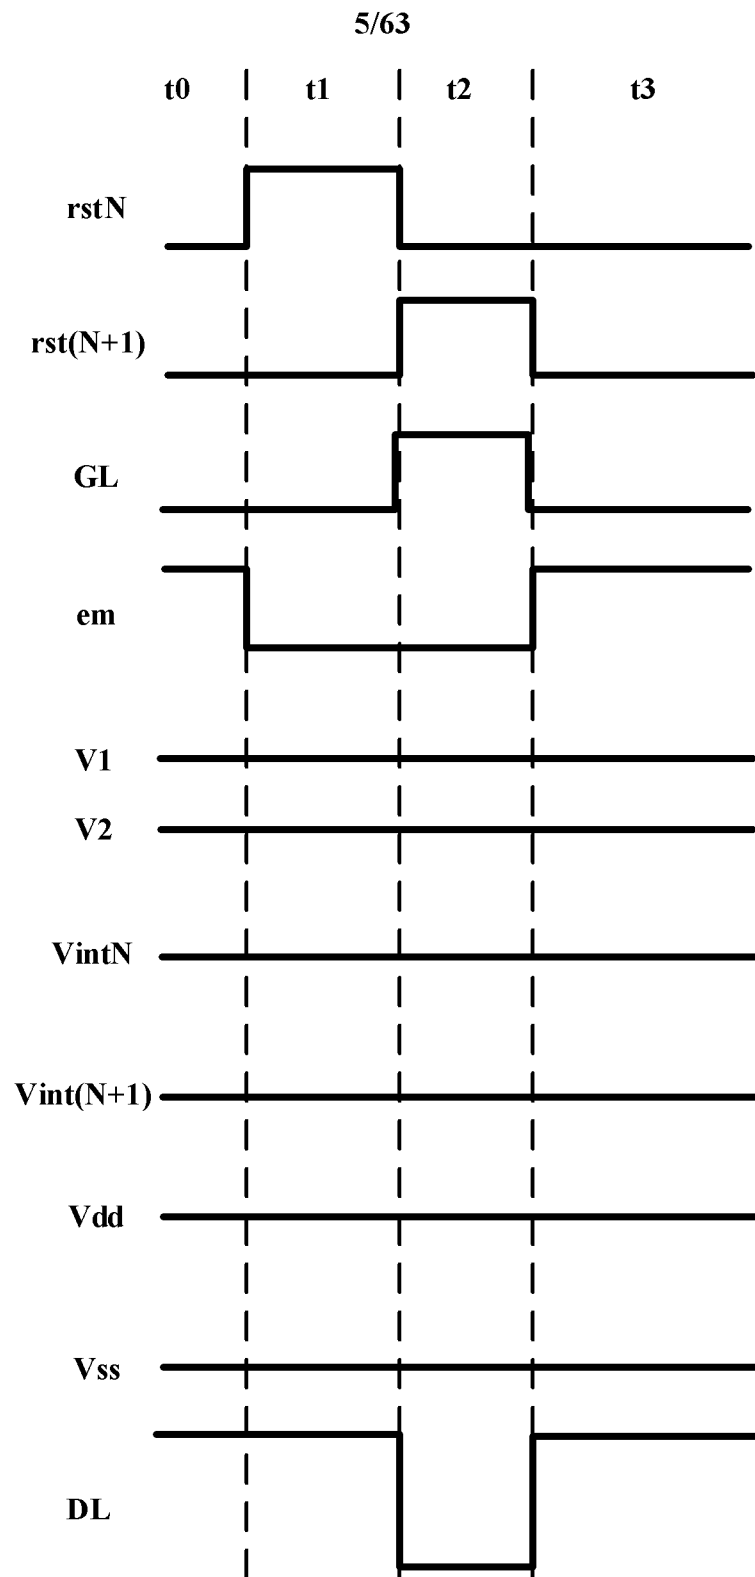 5/63
t0 t1 t2 t3
rstN
rst(N+1)
GL
em
V1
V2
VintN
Vint(N+1)
Vdd
Vss
DL